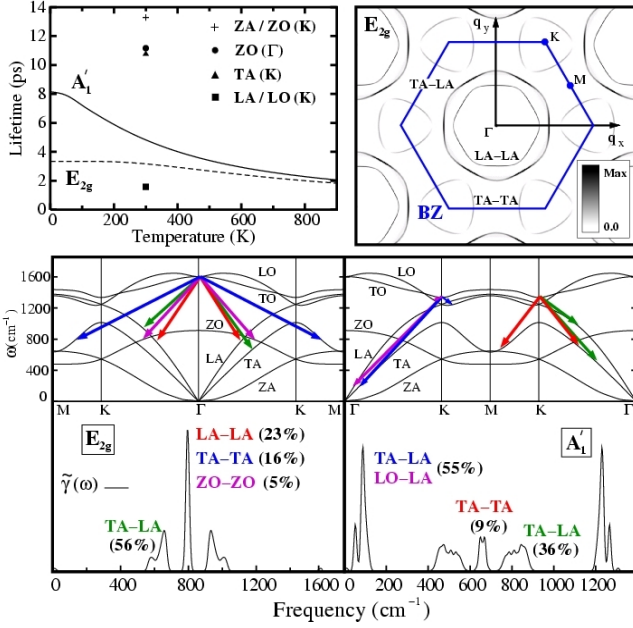 14
12
10
8
6
4
2
0
Lifetime (ps)
0 200 400 600 800
Temperature (K)
+ ZA / ZO (K)
● ZO (Γ)
▲ TA (K)
■ LA / LO (K)
A′1
E2g
E2g
qy
K
M
TA–LA
Γ
qx
LA–LA
TA–TA
BZ
Max
0.0
1600
1200
800
400
0
ω(cm−1)
LO
TO
ZO
LA
TA
ZA
M K Γ K M
LO
TO
ZO
LA
TA
ZA
Γ K M K Γ
E2g
LA–LA (23%)
TA–TA (16%)
ZO–ZO (5%)
γ̃(ω)
TA–LA
(56%)
0 400 800 1200 1600
A′1
TA–LA
LO–LA
(55%)
TA–TA
(9%)
TA–LA
(36%)
0 200 400 600 800 1000 1200
Frequency (cm−1)